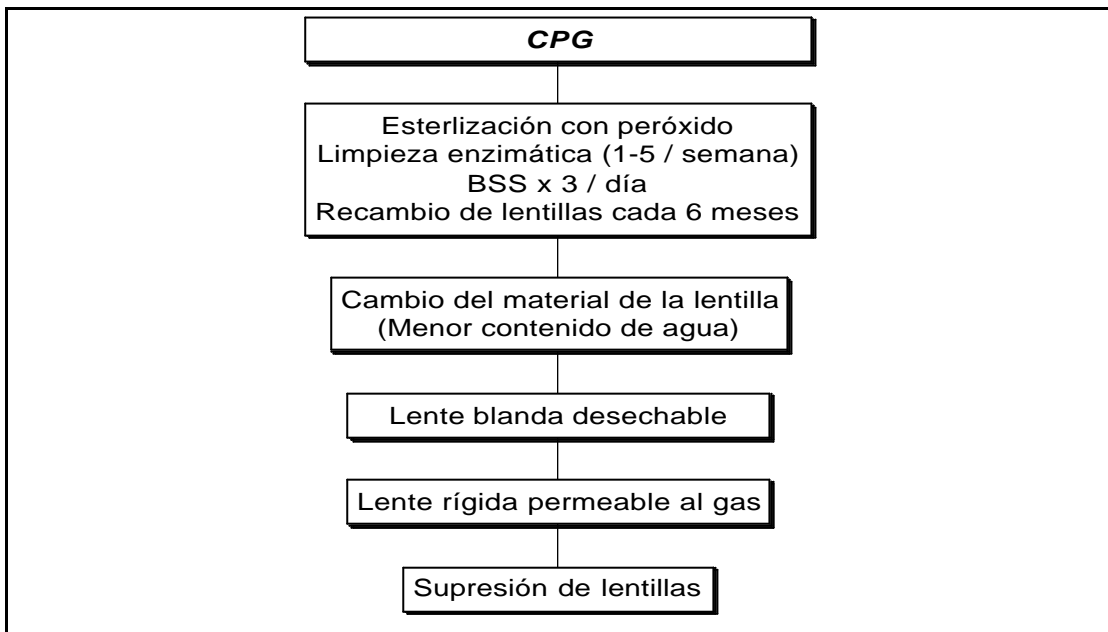 CPG
Esterlización con peróxido
Limpieza enzimática (1-5 / semana)
BSS x 3 / día
Recambio de lentillas cada 6 meses
Cambio del material de la lentilla
(Menor contenido de agua)
Lente blanda desechable
Lente rígida permeable al gas
Supresión de lentillas